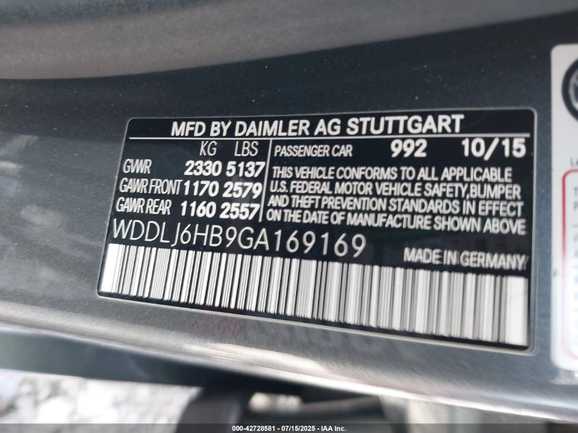 MFD BY DAIMLER AG STUTTGART
KG LBS
GVWR 2330 5137
GAWR FRONT 1170 2579
GAWR REAR 1160 2557
PASSENGER CAR 992 10/15
THIS VEHICLE CONFORMS TO ALL APPLICABLE
U.S. FEDERAL MOTOR VEHICLE SAFETY, BUMPER
AND THEFT PREVENTION STANDARDS IN EFFECT
ON THE DATE OF MANUFACTURE SHOWN ABOVE
WDDLJ6HB9GA169169
MADE IN GERMANY
000-42728581 - 07/15/2025 - IAA Inc.